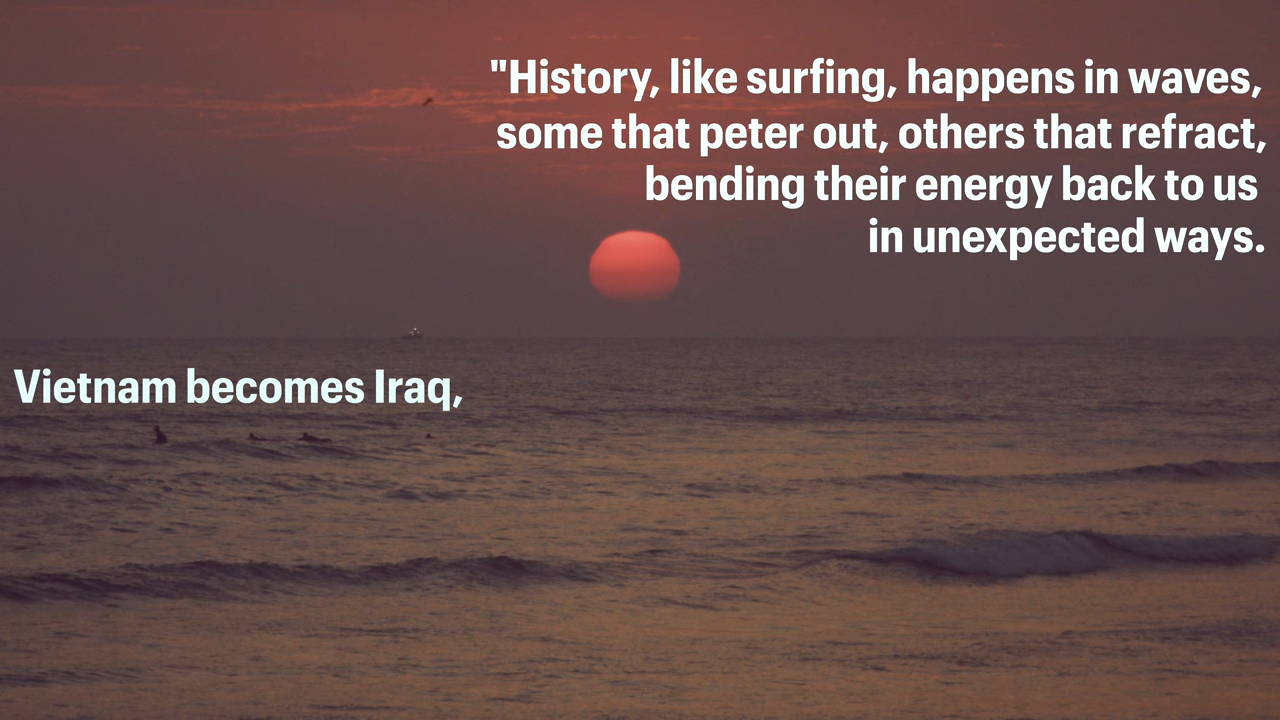 "History, like surfing, happens in waves,
some that peter out, others that refract,
bending their energy back to us
in unexpected ways.
Vietnam becomes Iraq,